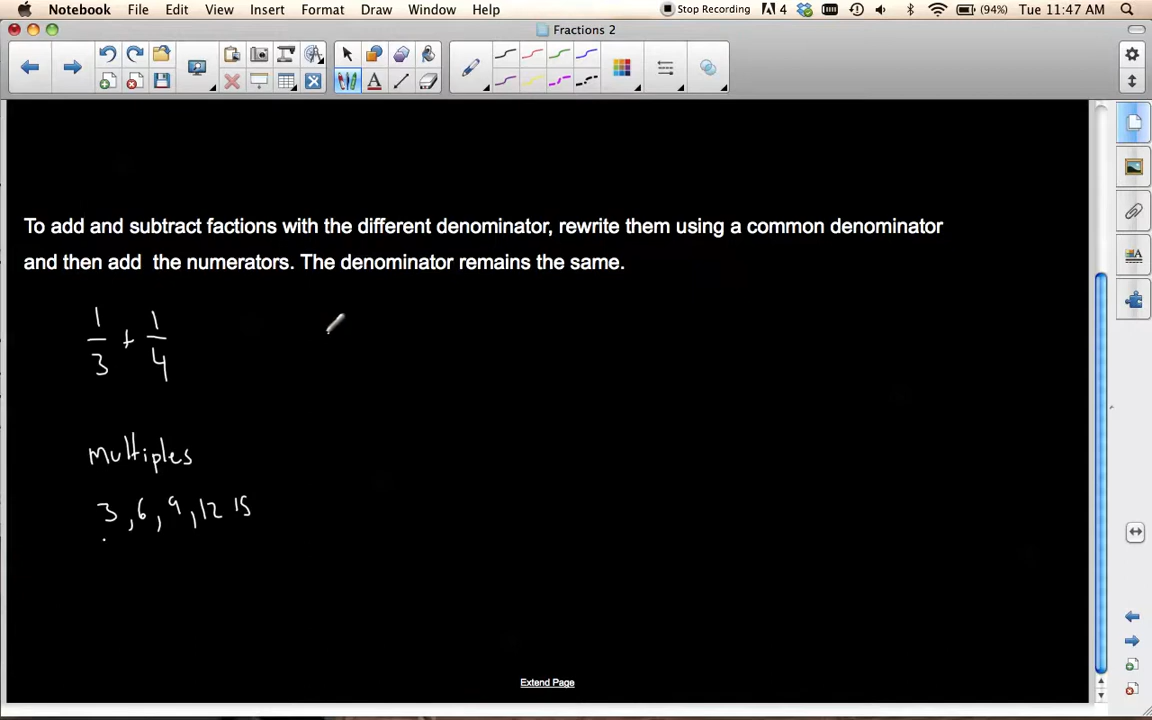 Notebook File Edit View Insert Format Draw Window Help Stop Recording 4 (94%) Tue 11:47 AM
Fractions 2
To add and subtract factions with the different denominator, rewrite them using a common denominator
and then add the numerators. The denominator remains the same.
1/3 + 1/4
multiples
3, 6, 9, 12 15
Extend Page